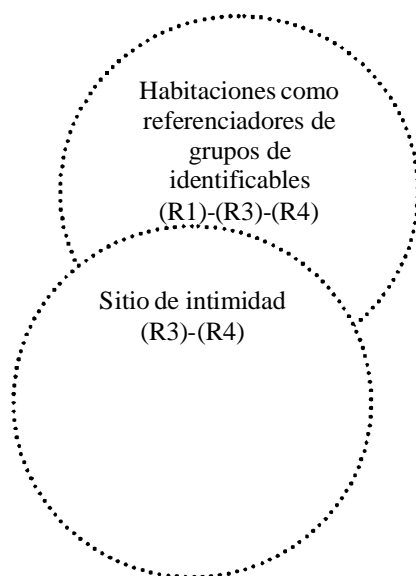 Habitaciones como
referenciadores de
grupos de
identificables
(R1)-(R3)-(R4)
Sitio de intimidad
(R3)-(R4)